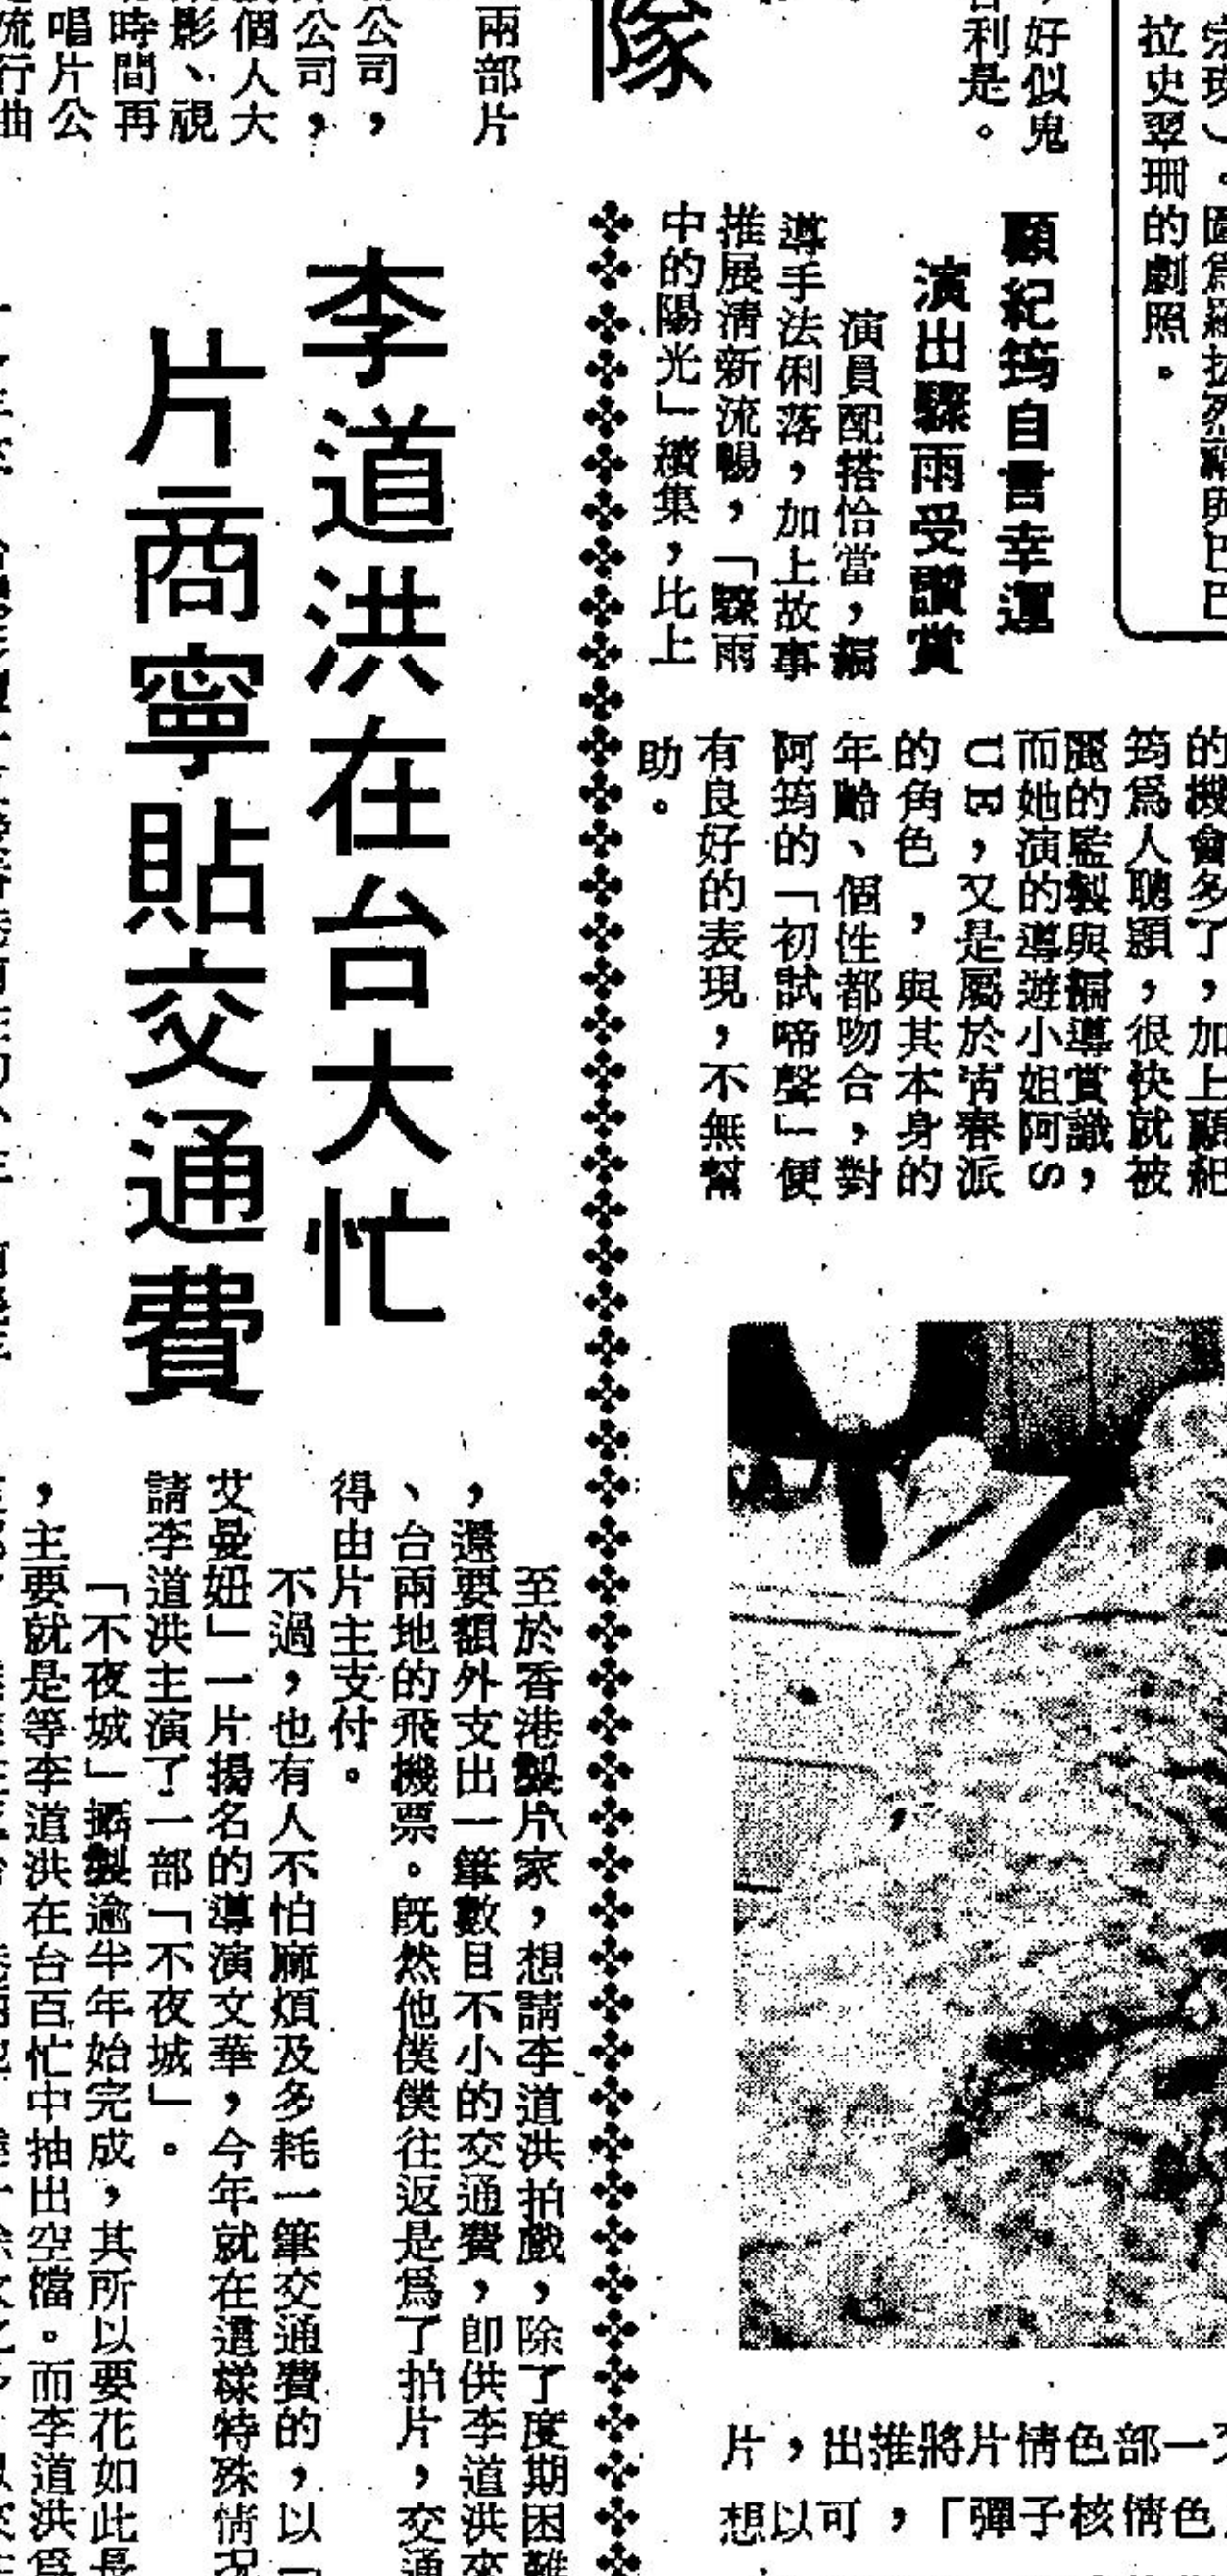 宗珠）。圖爲羅拔烈
拉史翠珊的劇照。
好似鬼
利是。
隊
兩部片
公司，
公司，
個人大
影、視
時間再
唱片公
流行曲
顧紀筠自言幸運
演出驟雨受讚賞
演員配搭恰當，編
導手法俐落，加上故事
推展清新流暢，「驟雨
中的陽光」續集，比上
的機會多了，加上顧紀
筠爲人聰穎，很快就被
的監製與編導賞識，
而她演的導遊小姐阿S
UE，又是屬於青春派
的角色，與其本身的
年齡、個性都吻合，對
阿筠的「初試啼聲」便
有良好的表現，不無幫
助。
李道洪在台大忙
片商寧貼交通費
至於香港製片家，想請李道洪拍戲，除了度期困難
，還要額外支出一筆數目不小的交通費，卽供李道洪來
、台兩地的飛機票。旣然他僕僕往返是爲了拍片，交通
得由片主支付。
不過，也有人不怕麻煩及多耗一筆交通費的，以「
艾曼妞」一片揚名的導演文華，今年就在這樣特殊情況
請李道洪主演了一部「不夜城」。
「不夜城」攝製逾半年始完成，其所以要花如此長
，主要就是等李道洪在台百忙中抽出空檔。而李道洪爲
片，出推將片情色部一
想以可，「彈子核情色